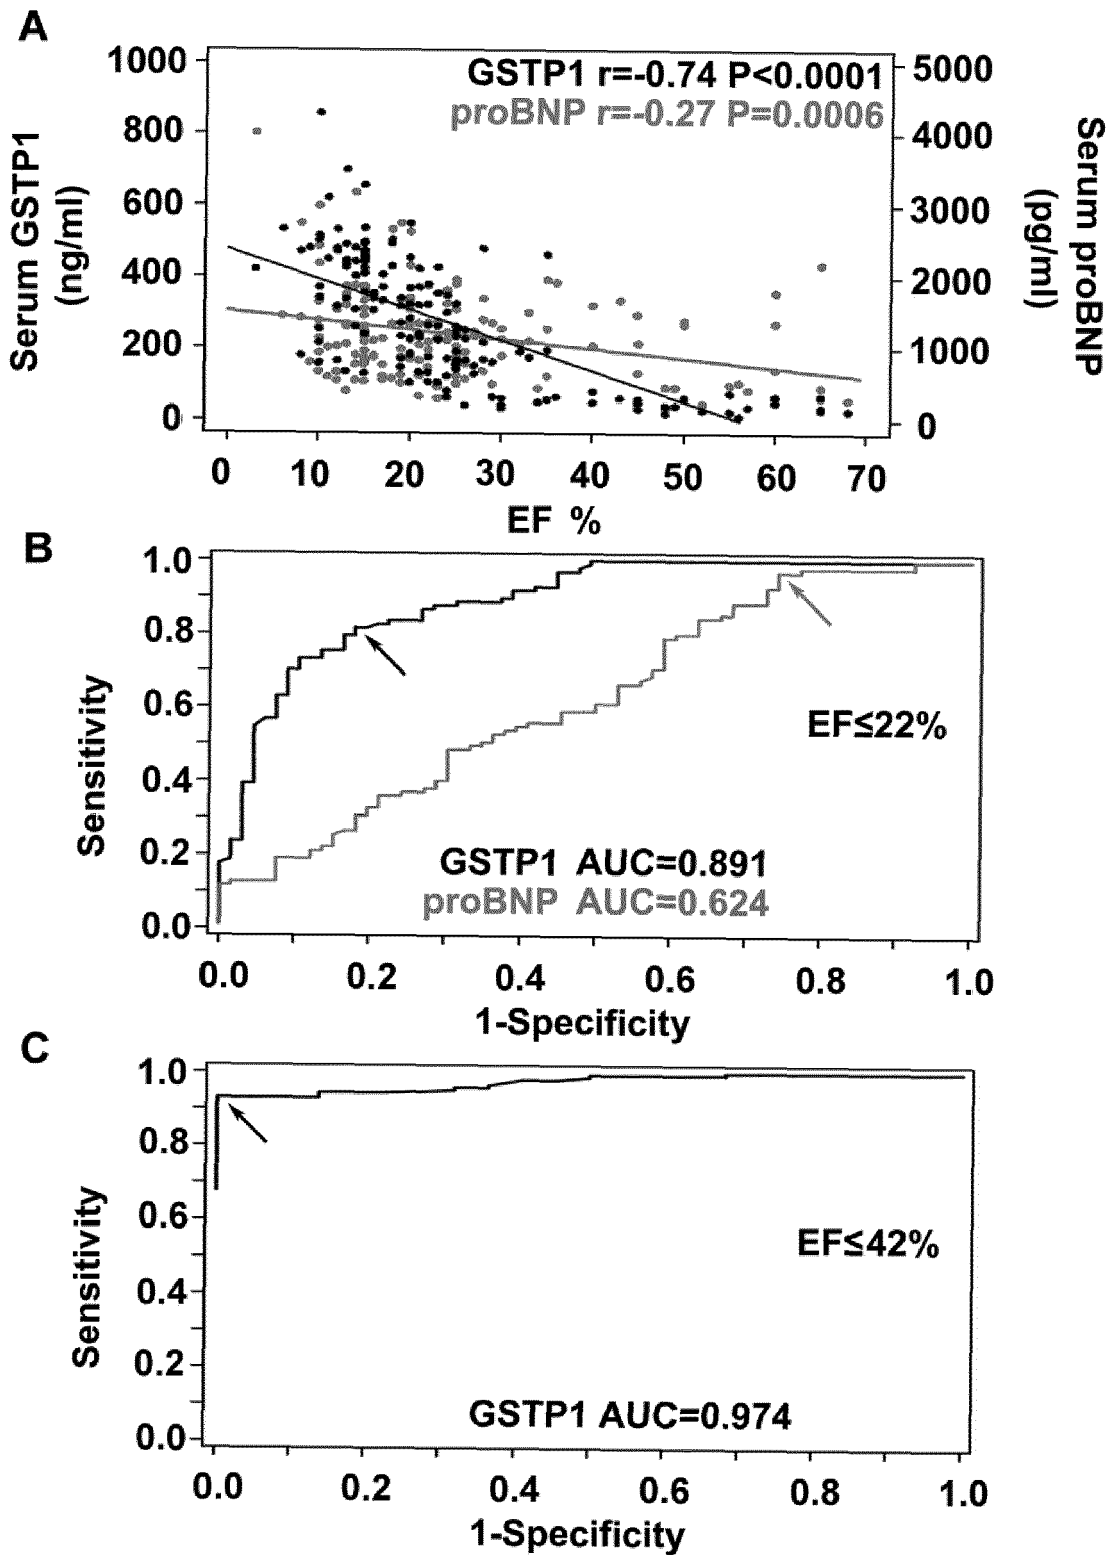 A
1000
800
600
400
200
0
Serum GSTP1
(ng/ml)
GSTP1 r=-0.74 P<0.0001
proBNP r=-0.27 P=0.0006
5000
4000
3000
2000
1000
0
Serum proBNP
(pg/ml)
0 10 20 30 40 50 60 70
EF %
B
1.0
0.8
0.6
0.4
0.2
0.0
Sensitivity
EF≤22%
GSTP1 AUC=0.891
proBNP AUC=0.624
0.0 0.2 0.4 0.6 0.8 1.0
1-Specificity
C
1.0
0.8
0.6
0.4
0.2
0.0
Sensitivity
EF≤42%
GSTP1 AUC=0.974
0.0 0.2 0.4 0.6 0.8 1.0
1-Specificity